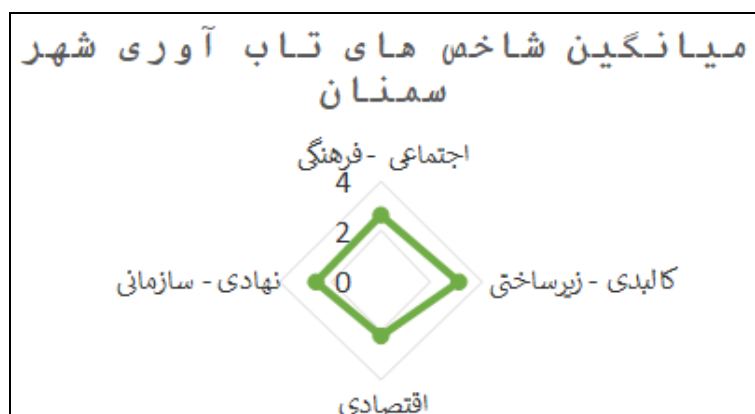 میانگین شاخص های تاب آوری شهر
سمنان
اجتماعی - فرهنگی
4
2
0
کالبدی - زیرساختی
نهادی - سازمانی
اقتصادی